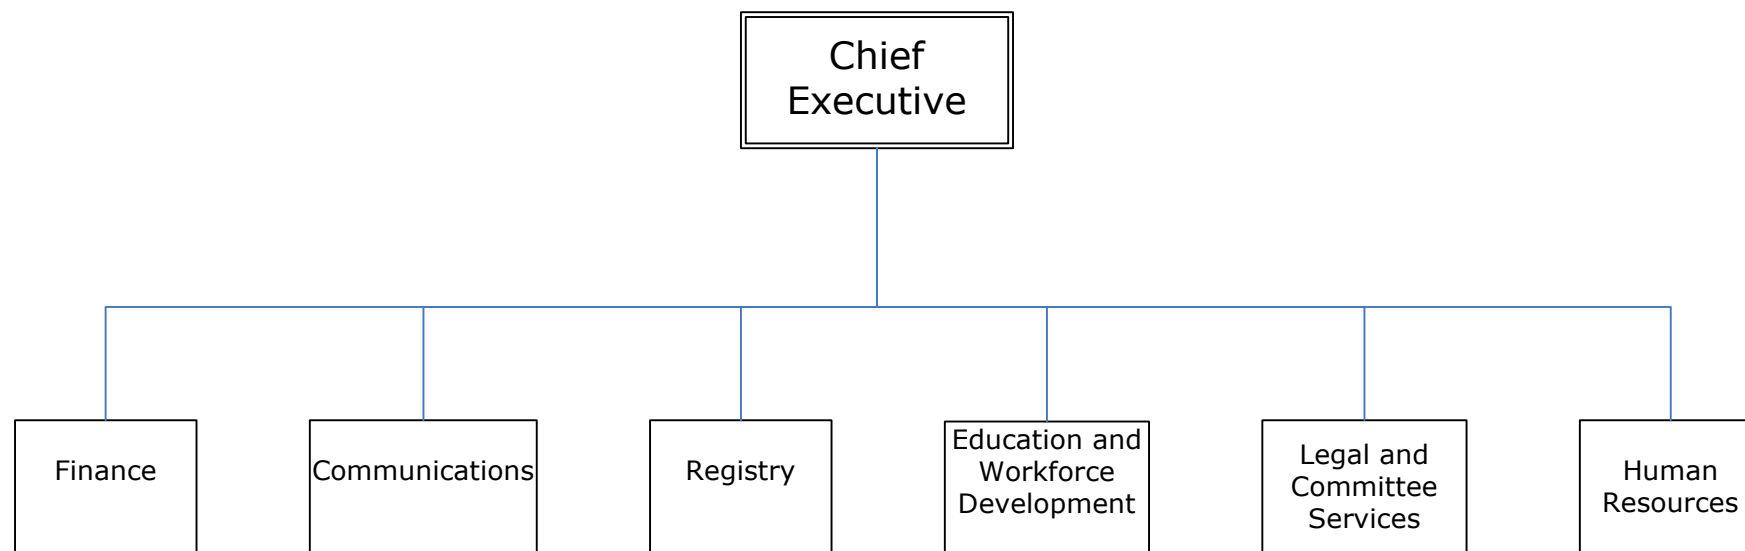 Chief
Executive
Finance
Communications
Registry
Education and
Workforce
Development
Legal and
Committee
Services
Human
Resources